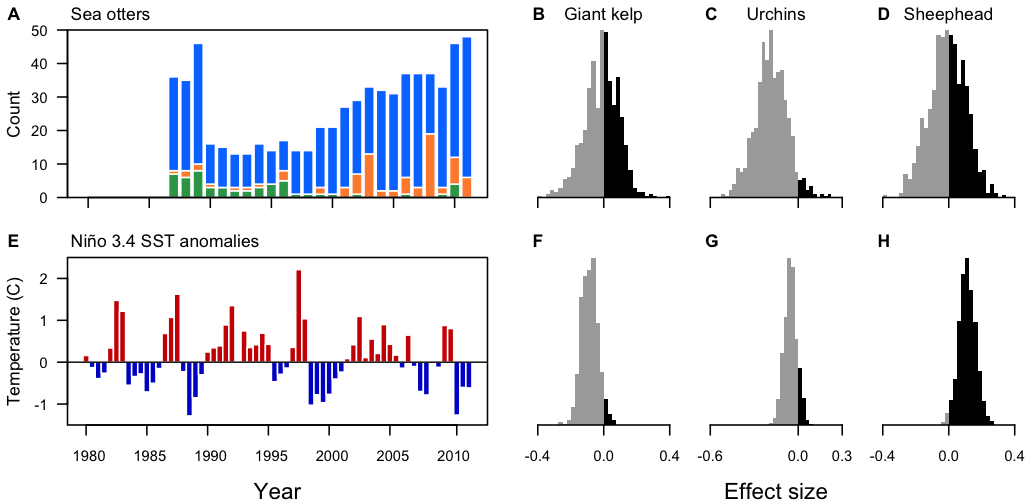 A Sea otters
B Giant kelp
C Urchins
D Sheephead
Count
50
40
30
20
10
0
E Niño 3.4 SST anomalies
F
G
H
Temperature (C)
2
1
0
-1
1980 1985 1990 1995 2000 2005 2010
-0.4 0.0 0.4
-0.6 0.0 0.3
-0.4 0.0 0.4
Year
Effect size